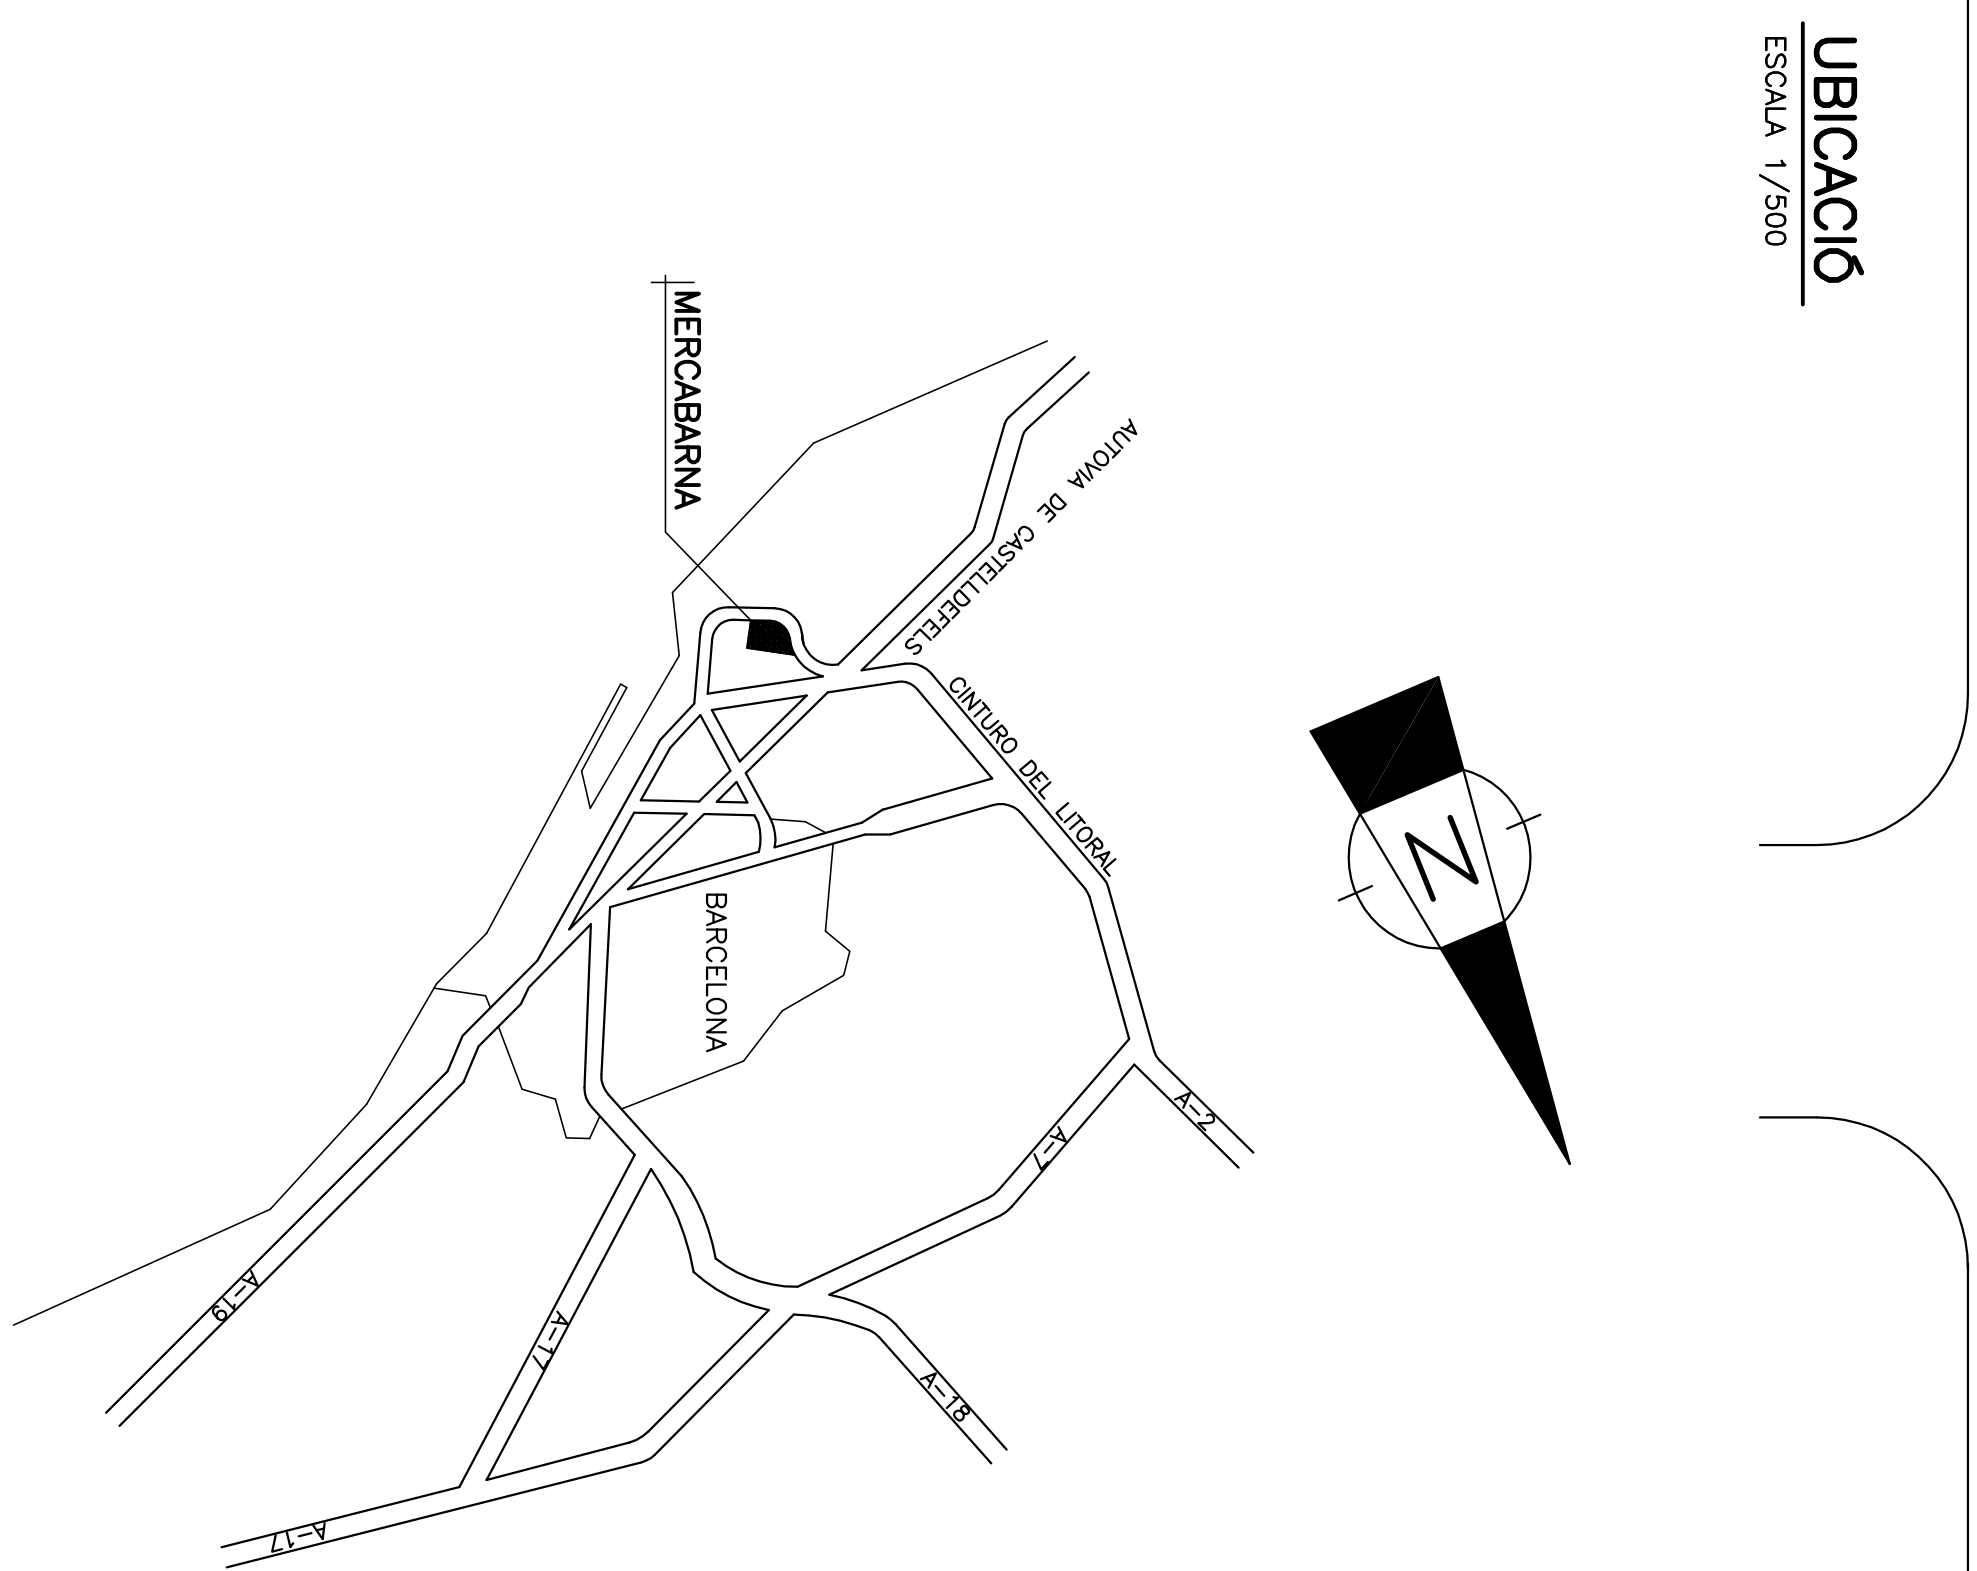 UBICACIÓ
ESCALA 1/500
AUTOVIA DE CASTELLDEFELS
CINTURO DEL LITORAL
N
MERCABARNA
BARCELONA
A-2
A-7
A-18
A-17
A-19
A-17